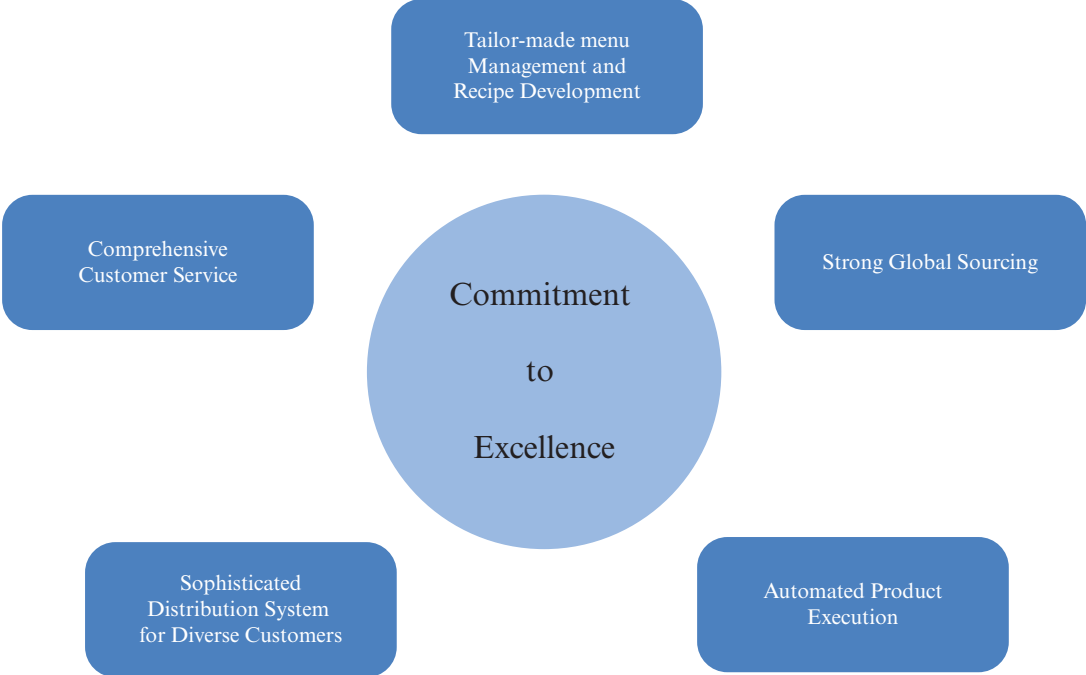 Tailor-made menu
Management and
Recipe Development
Comprehensive
Customer Service
Strong Global Sourcing
Commitment
to
Excellence
Sophisticated
Distribution System
for Diverse Customers
Automated Product
Execution